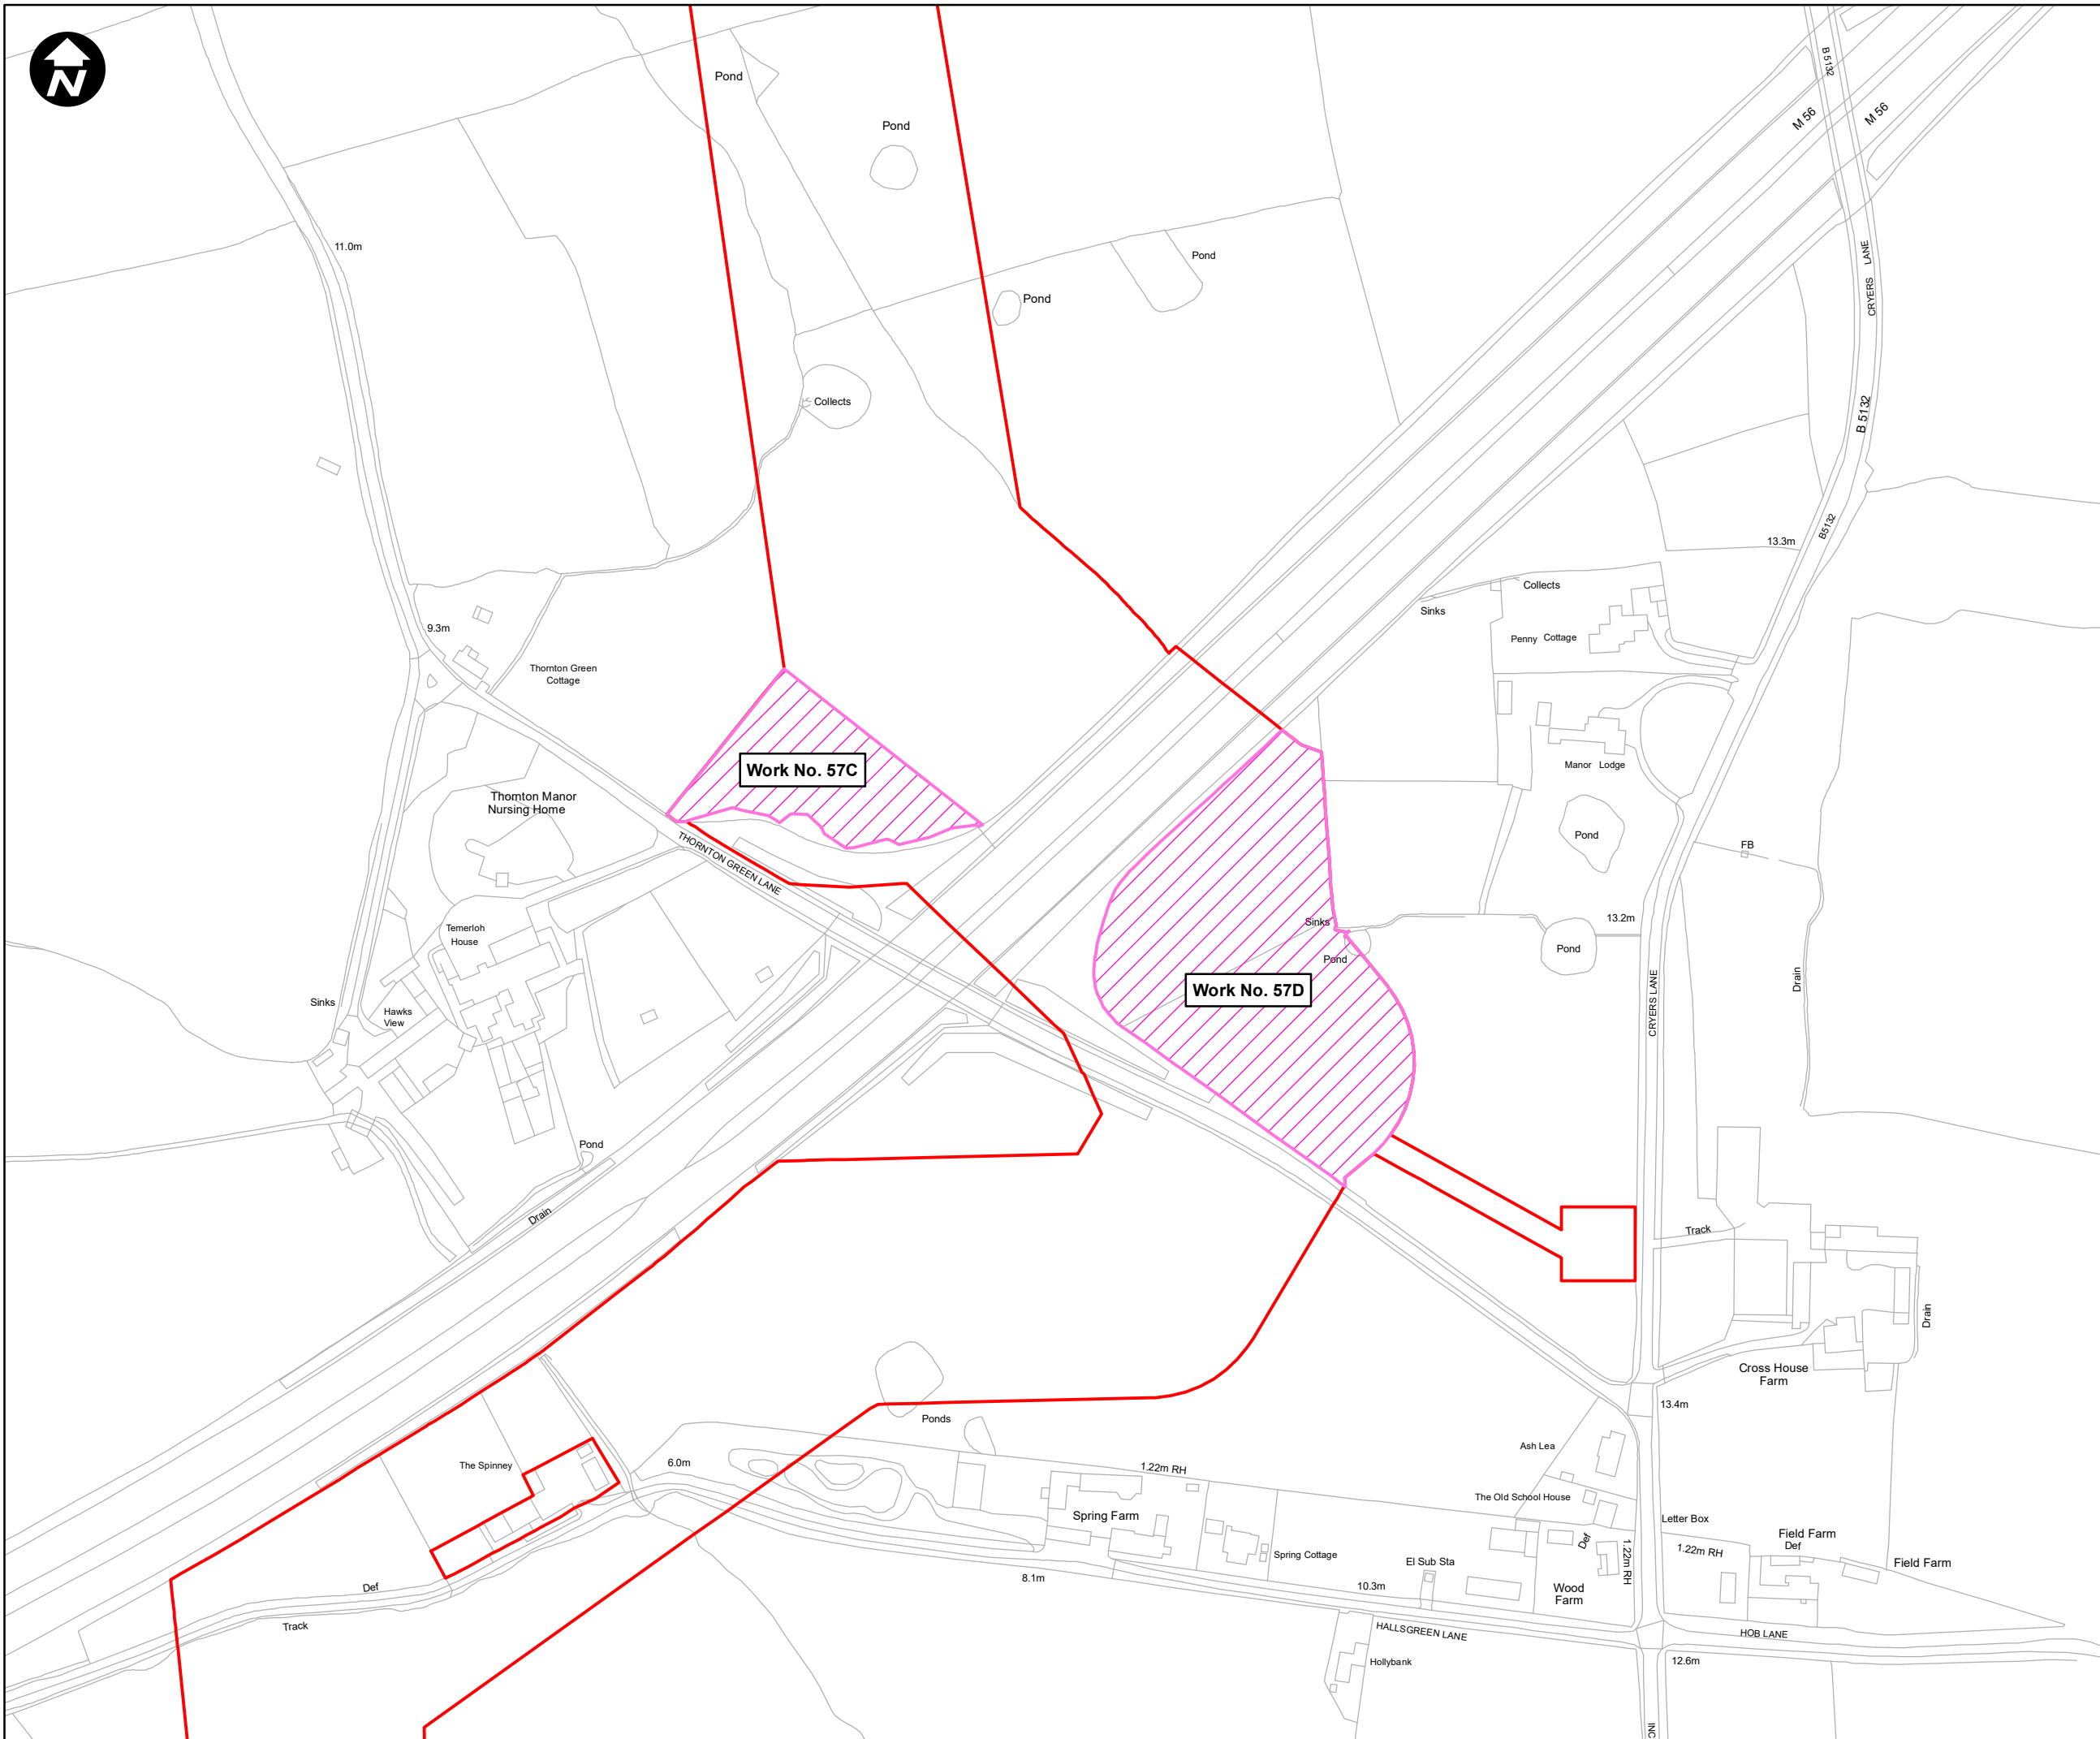 N
Pond
Pond
B 5132
M 56
M 56
11.0m
Pond
Pond
CRYERS LANE
Collects
B 5132
B5132
13.3m
Collects
Sinks
9.3m
Penny Cottage
Thornton Green
Cottage
Manor Lodge
Work No. 57C
Thornton Manor
Nursing Home
Pond
FB
THORNTON GREEN LANE
Sinks
13.2m
Temerloh
House
Pond
Pond
Drain
Work No. 57D
Sinks
Hawks
View
CRYERS LANE
Pond
Drain
Track
Drain
Cross House
Farm
13.4m
Ponds
Ash Lea
The Spinney
6.0m
1.22m RH
The Old School House
Spring Farm
Letter Box
Def
1.22m RH
1.22m RH
Field Farm
Def
Field Farm
Spring Cottage
El Sub Sta
8.1m
10.3m
Wood
Farm
Def
Track
HALLSGREEN LANE
HOB LANE
Hollybank
12.6m
INC